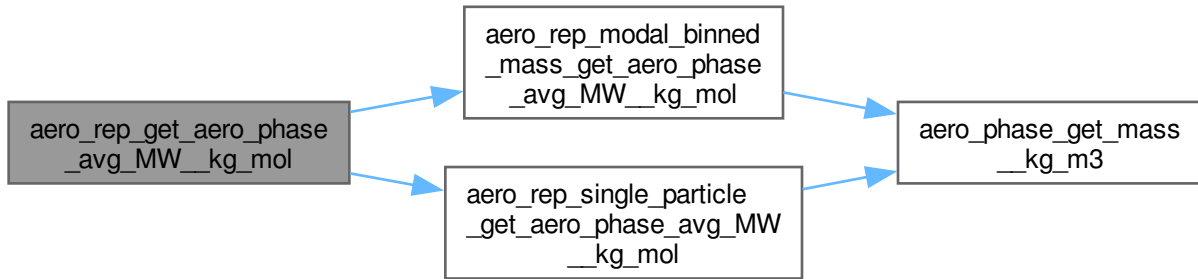 aero_rep_get_aero_phase
_avg_MW__kg_mol
aero_rep_modal_binned
_mass_get_aero_phase
_avg_MW__kg_mol
aero_rep_single_particle
_get_aero_phase_avg_MW
__kg_mol
aero_phase_get_mass
__kg_m3